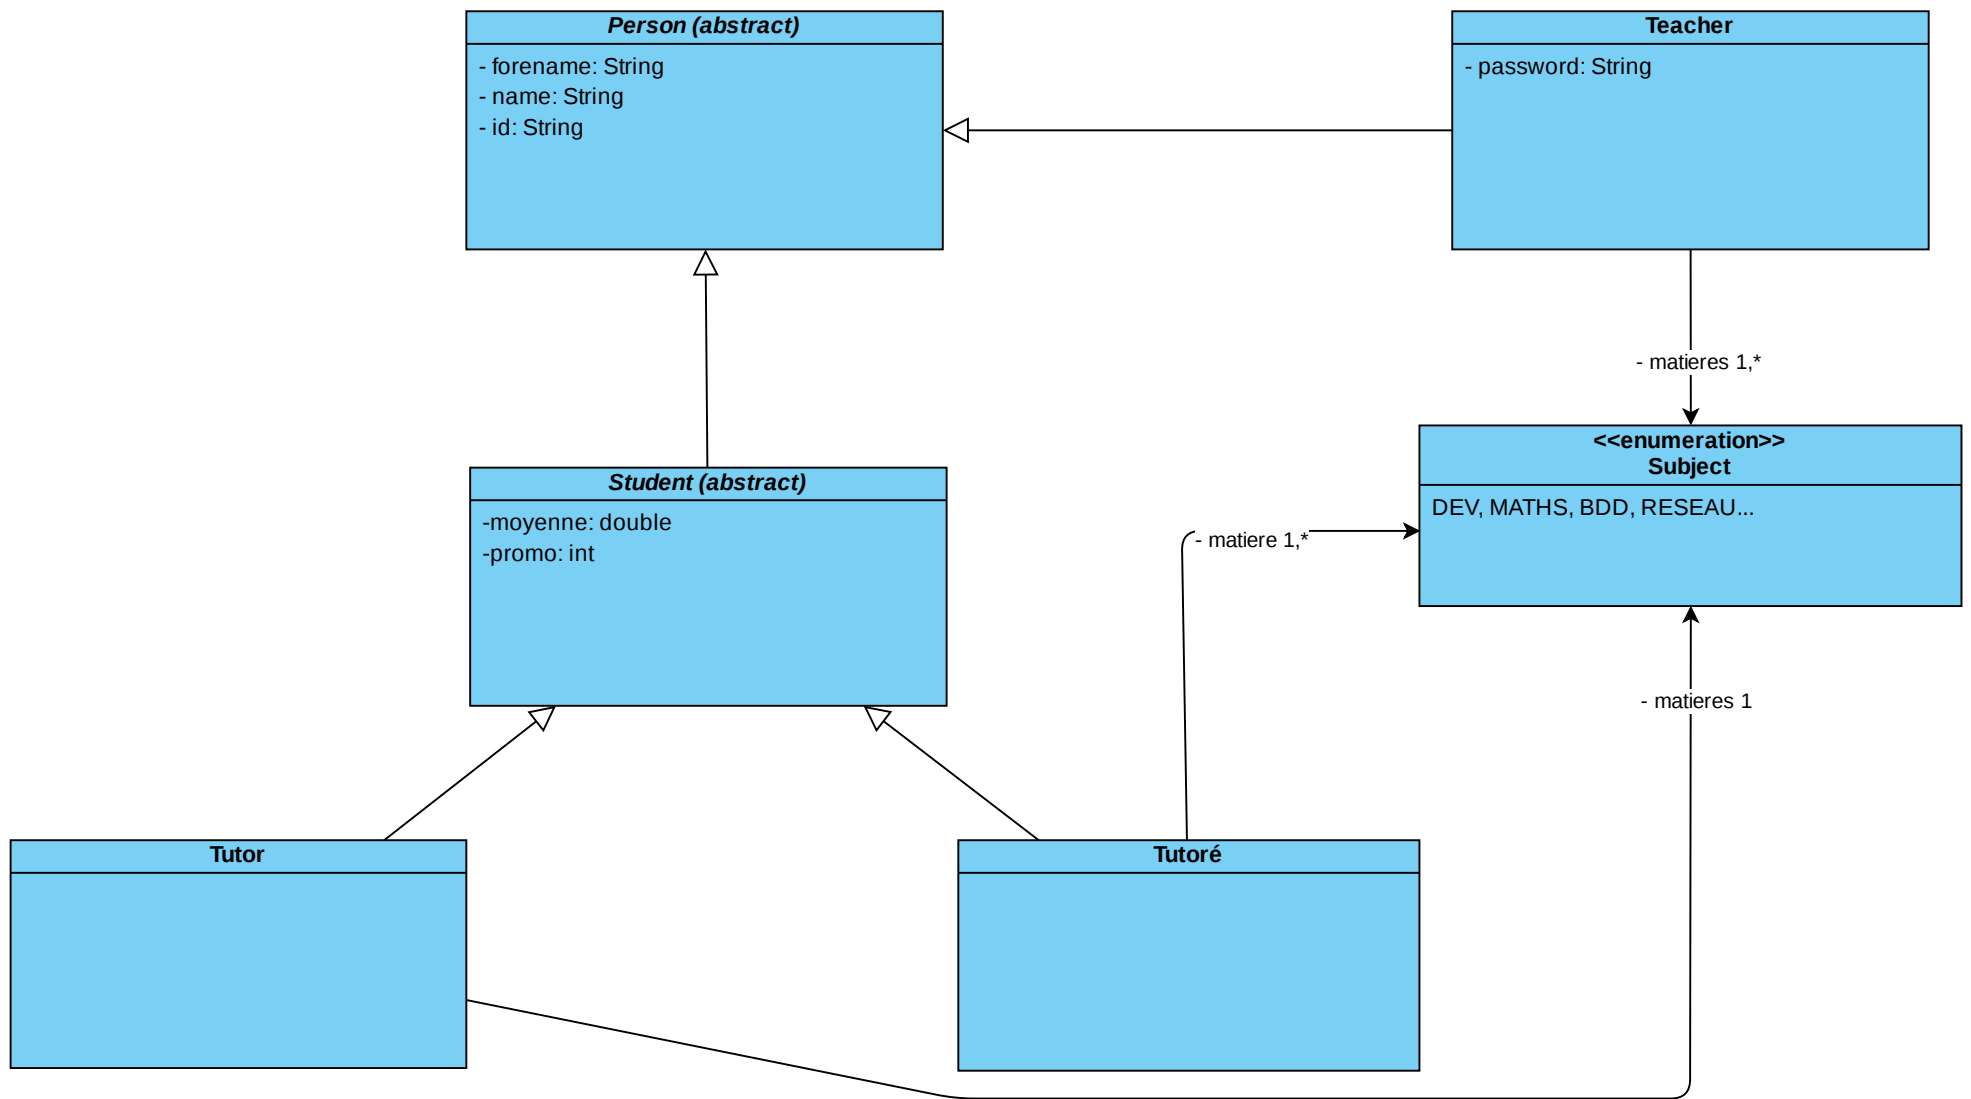 Person (abstract)
- forename: String
- name: String
- id: String
Teacher
- password: String
- matieres 1,*
<<enumeration>>
Subject
DEV, MATHS, BDD, RESEAU...
Student (abstract)
-moyenne: double
-promo: int
- matiere 1,*
- matieres 1
Tutor
Tutoré